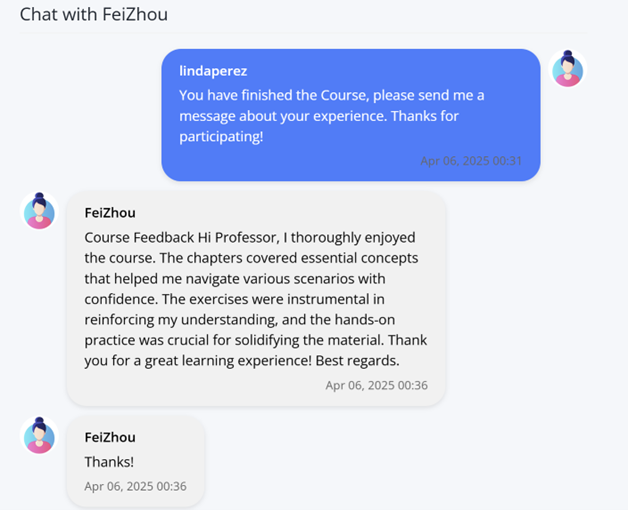 Chat with FeiZhou
lindaperez
You have finished the Course, please send me a
message about your experience. Thanks for
participating!
Apr 06, 2025 00:31
FeiZhou
Course Feedback Hi Professor, I thoroughly enjoyed
the course. The chapters covered essential concepts
that helped me navigate various scenarios with
confidence. The exercises were instrumental in
reinforcing my understanding, and the hands-on
practice was crucial for solidifying the material. Thank
you for a great learning experience! Best regards.
Apr 06, 2025 00:36
FeiZhou
Thanks!
Apr 06, 2025 00:36